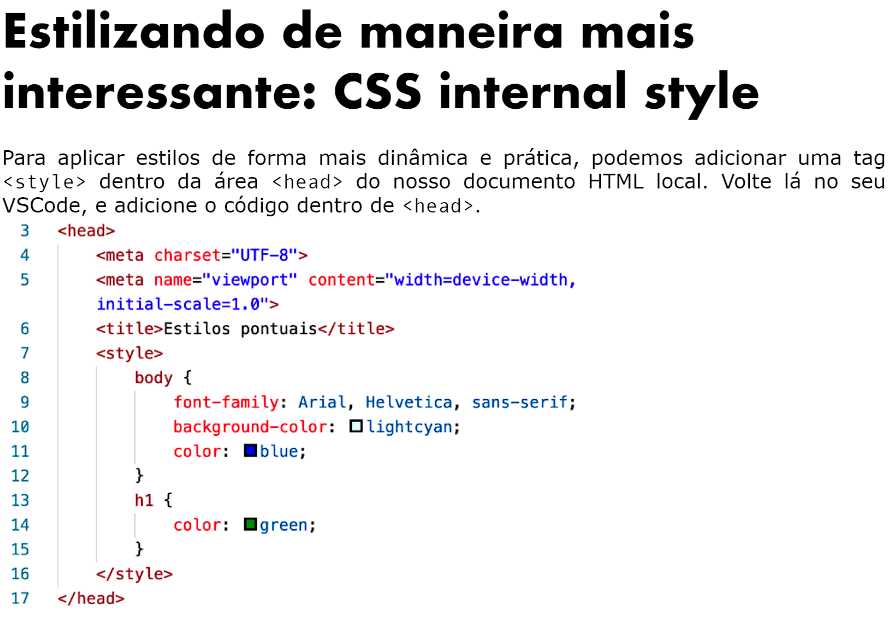 Estilizando de maneira mais
interessante: CSS internal style
Para aplicar estilos de forma mais dinâmica e prática, podemos adicionar uma tag
<style> dentro da área <head> do nosso documento HTML local. Volte lá no seu
VSCode, e adicione o código dentro de <head>.
3 <head>
4 <meta charset="UTF-8">
5 <meta name="viewport" content="width=device-width,
initial-scale=1.0">
6 <title>Estilos pontuais</title>
7 <style>
8 body {
9 font-family: Arial, Helvetica, sans-serif;
10 background-color: lightcyan;
11 color: blue;
12 }
13 h1 {
14 color: green;
15 }
16 </style>
17 </head>